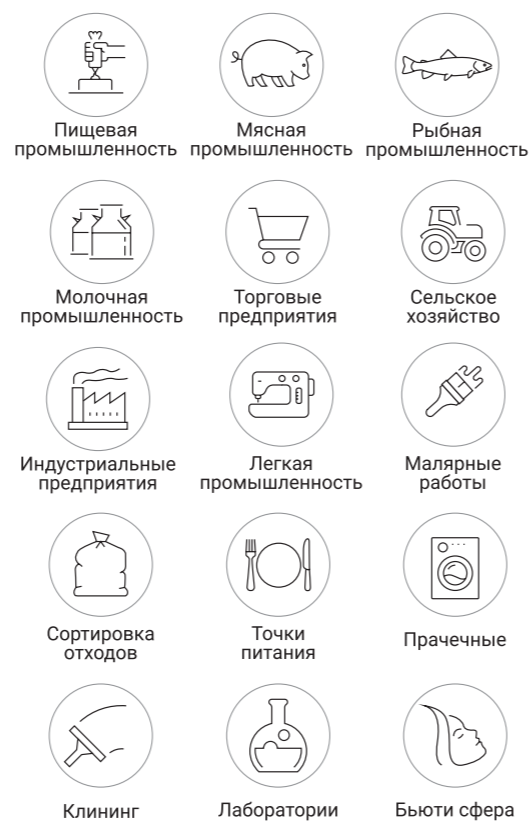 Пищевая
промышленность
Мясная
промышленность
Рыбная
промышленность
Молочная
промышленность
Торговые
предприятия
Сельское
хозяйство
Индустриальные
предприятия
Легкая
промышленность
Малярные
работы
Сортировка
отходов
Точки
питания
Прачечные
Клининг
Лаборатории
Бьюти сфера